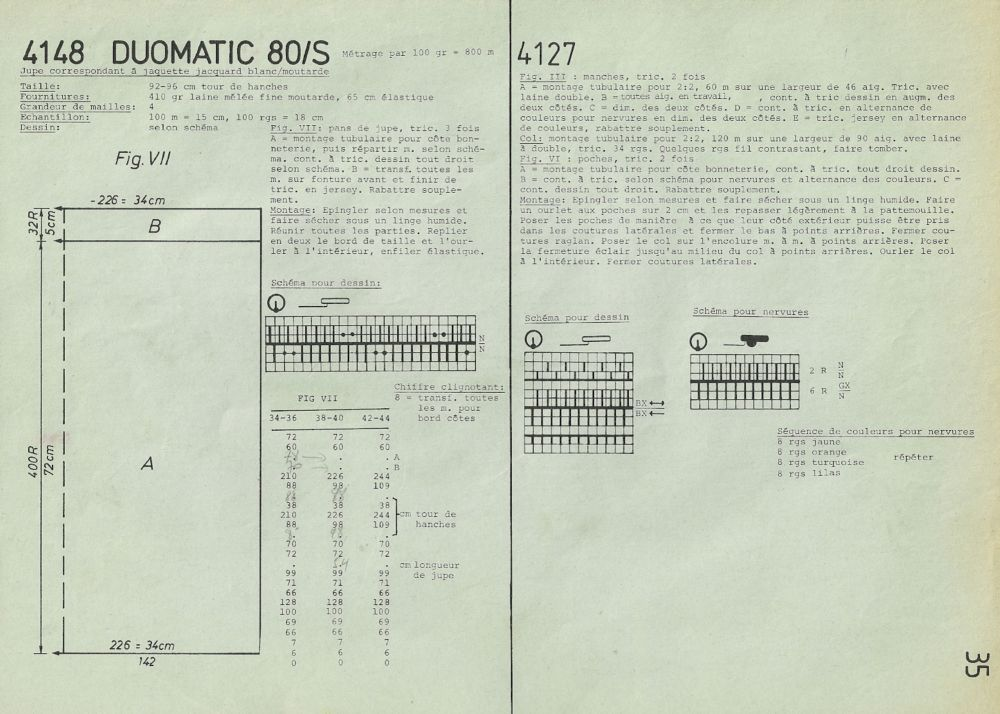 4148 DUOMATIC 80/S Métrage par 100 gr = 800 m
Jupe correspondant à jaquette jacquard blanc/moutarde
Taille: 92-96 cm tour de hanches
Fournitures: 410 gr laine mêlée fine moutarde, 65 cm élastique
Grandeur de mailles: 4
Echantillon: 100 m = 15 cm, 100 rgs = 18 cm
Dessin: selon schéma
Fig. VII: pans de jupe, tric. 3 fois
A = montage tubulaire pour côte bon-
neterie, puis répartir m. selon sché-
ma. cont. à tric. dessin tout droit
selon schéma. B = transf. toutes les
m. sur fonture avant et finir de
tric. en jersey. Rabattre souple-
ment.
Montage: Epingler selon mesures et
faire sécher sous un linge humide.
Réunir toutes les parties. Replier
en deux le bord de taille et l'our-
ler à l'intérieur, enfiler élastique.
Fig. VII
-226 = 34cm
32R
5cm
B
400R
72cm
A
226 = 34cm
142
Schéma pour dessin:
N
N
Chiffre clignotant:
8 = transf. toutes
les m. pour
bord côtes
FIG VII
34-36 38-40 42-44
72 72 72
60 60 60
. . . A
. . . B
210 226 244
88 98 109
. . .
38 38 38
210 226 244 cm tour de
88 98 109 hanches
. . .
70 70 70
72 72 72
. 54 . cm longueur
99 99 99 de jupe
71 71 71
66 66 66
128 128 128
100 100 100
69 69 69
66 66 66
7 7 7
6 6 6
0 0 0
4127
Fig. III : manches, tric. 2 fois
A = montage tubulaire pour 2:2, 60 m sur une largeur de 46 aig. Tric. avec
laine double. B = toutes aig. en travail, , cont. à tric dessin en augm. des
deux côtés. C = dim. des deux côtés. D = cont. à tric. en alternance de
couleurs pour nervures en dim. des deux côtés. E = tric. jersey en alternance
de couleurs, rabattre souplement.
Col: montage tubulaire pour 2:2, 120 m sur une largeur de 90 aig. avec laine
à double, tric. 34 rgs. Quelques rgs fil contrastant, faire tomber.
Fig. VI : poches, tric. 2 fois
A = montage tubulaire pour côte bonneterie, cont. à tric. tout droit dessin.
B = cont. à tric. selon schéma pour nervures et alternance des couleurs. C =
cont. dessin tout droit. Rabattre souplement.
Montage: Epingler selon mesures et faire sécher sous un linge humide. Faire
un ourlet aux poches sur 2 cm et les repasser légèrement à la pattemouille.
Poser les poches de manière à ce que leur côté extérieur puisse être pris
dans les coutures latérales et fermer le bas à points arrières. Fermer cou-
tures raglan. Poser le col sur l'encolure m. à m. à points arrières. Poser
la fermeture éclair jusqu'au milieu du col à points arrières. Ourler le col
à l'intérieur. Fermer coutures latérales.
Schéma pour dessin
BX
BX
Schéma pour nervures
2 R N
N
6 R GX
N
Séquence de couleurs pour nervures
8 rgs jaune
8 rgs orange
8 rgs turquoise
8 rgs lilas
répéter
35